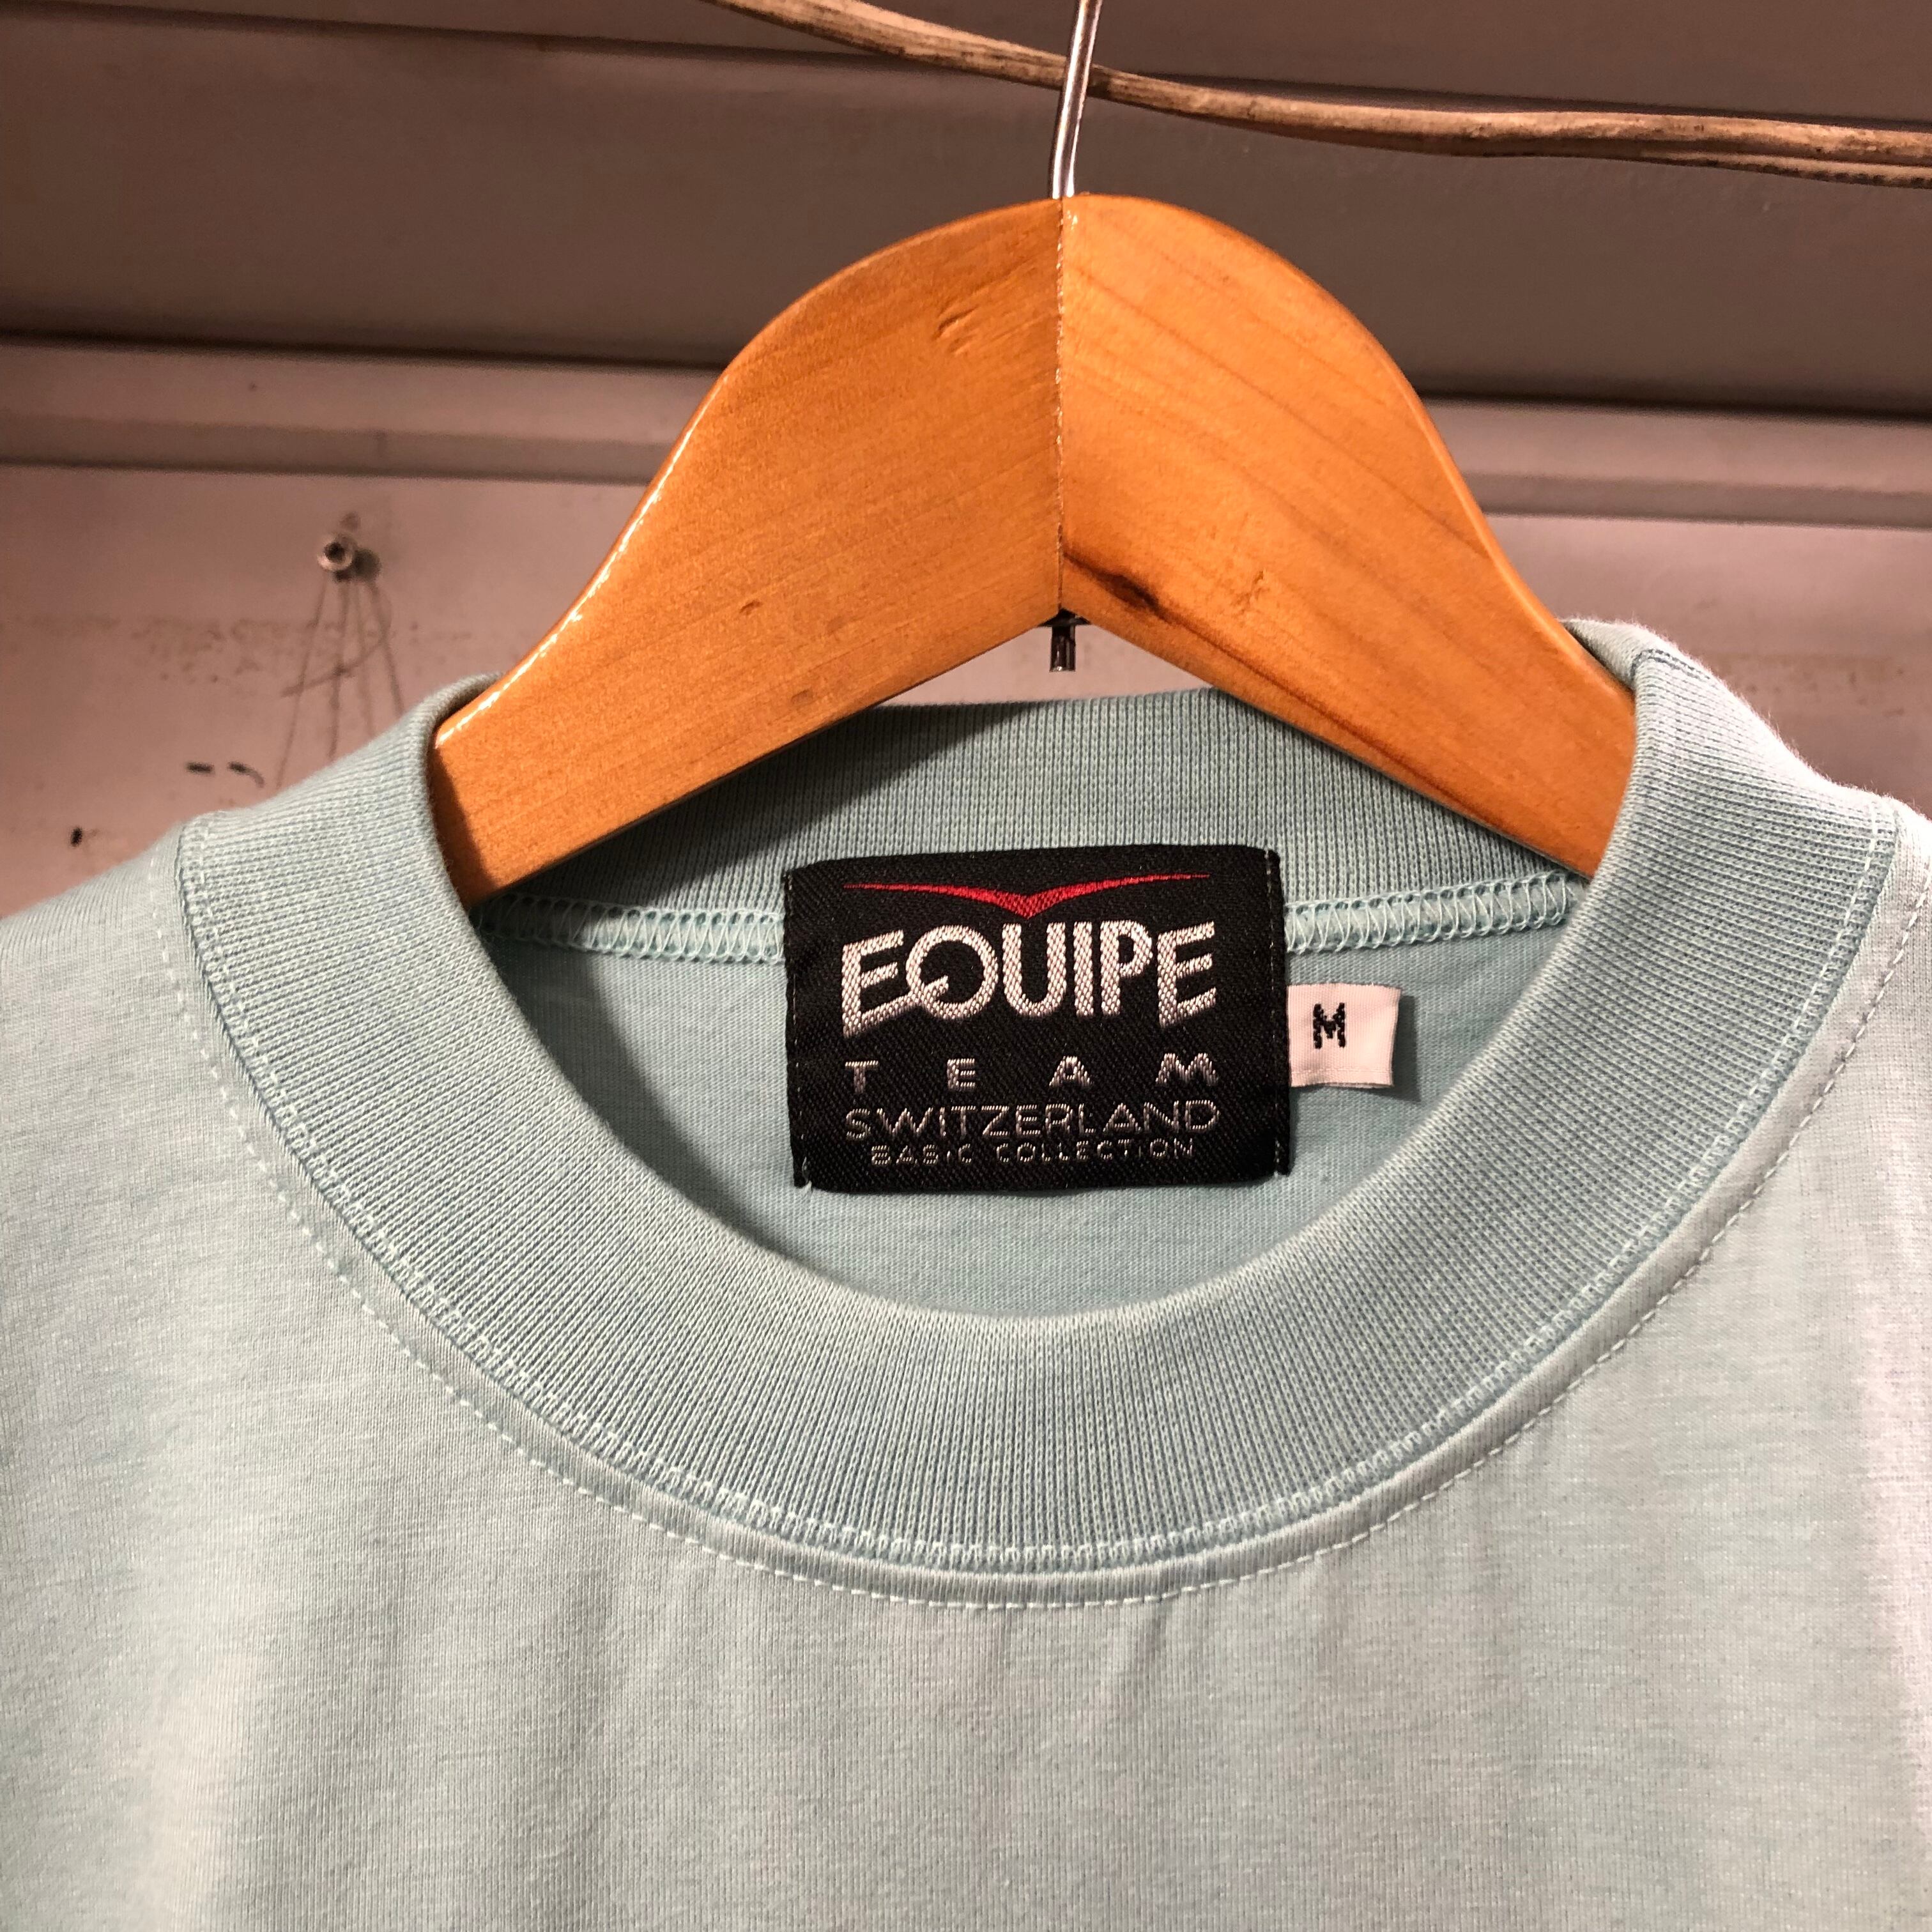 EQUIPE
TEAM
SWITZERLAND
BASIC COLLECTION
M